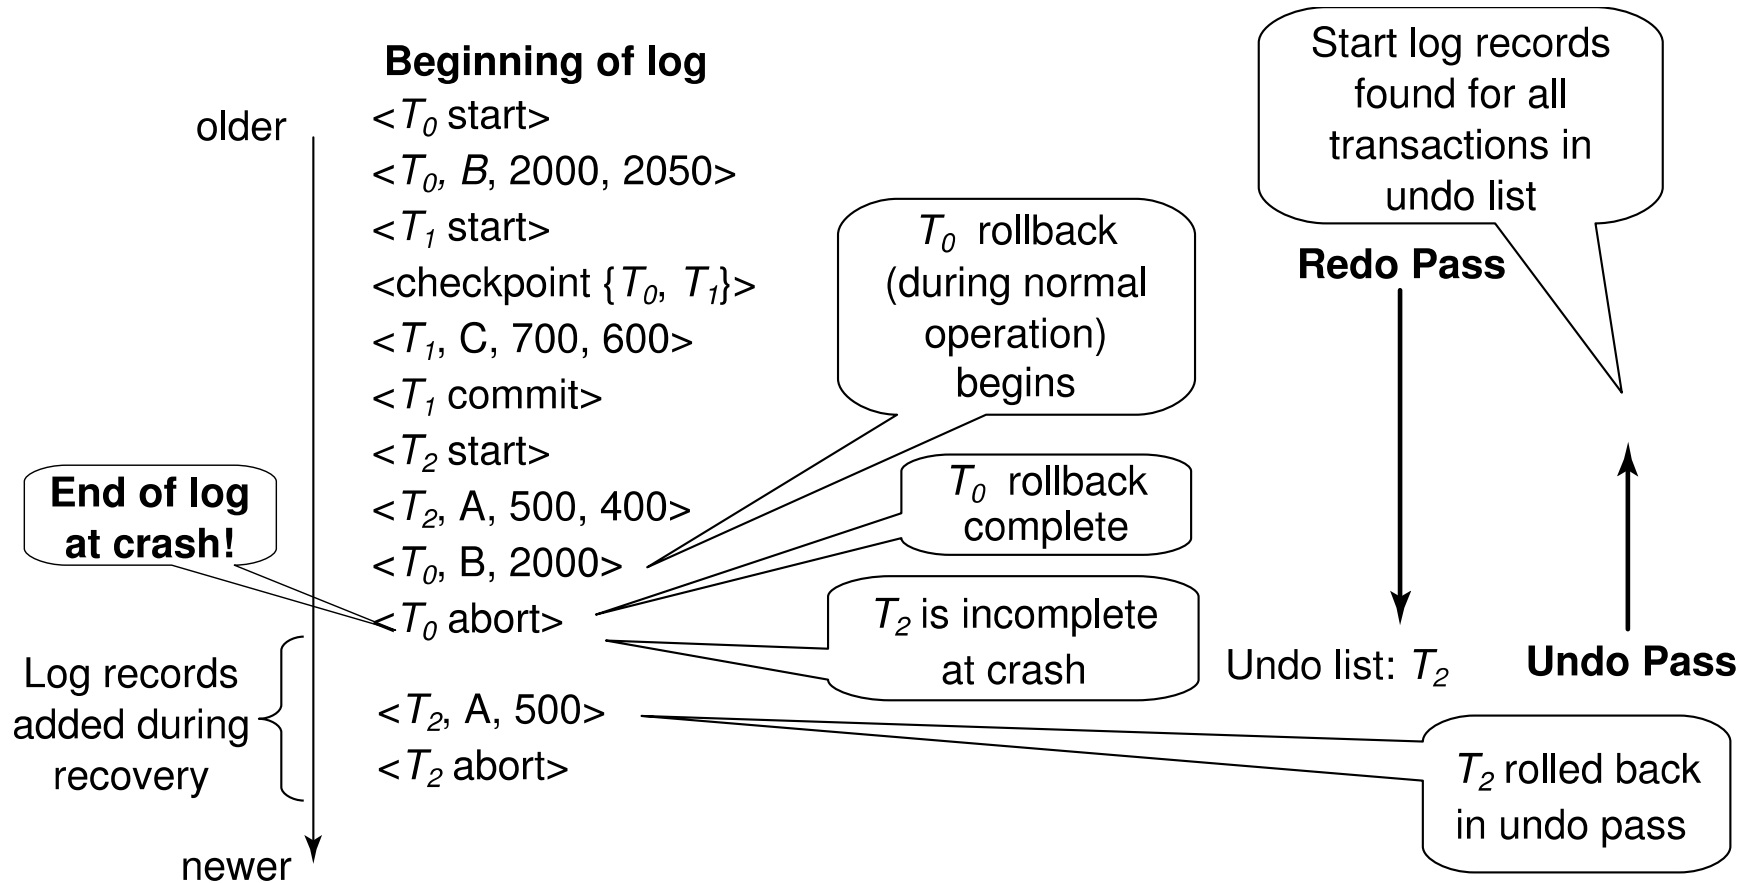 Beginning of log
older
<T0 start>
<T0, B, 2000, 2050>
<T1 start>
<checkpoint {T0, T1}>
<T1, C, 700, 600>
<T1 commit>
<T2 start>
<T2, A, 500, 400>
<T0, B, 2000>
<T0 abort>
<T2, A, 500>
<T2 abort>
newer
End of log
at crash!
Log records
added during
recovery
T0 rollback
(during normal
operation)
begins
T0 rollback
complete
T2 is incomplete
at crash
Start log records
found for all
transactions in
undo list
Redo Pass
Undo list: T2
Undo Pass
T2 rolled back
in undo pass